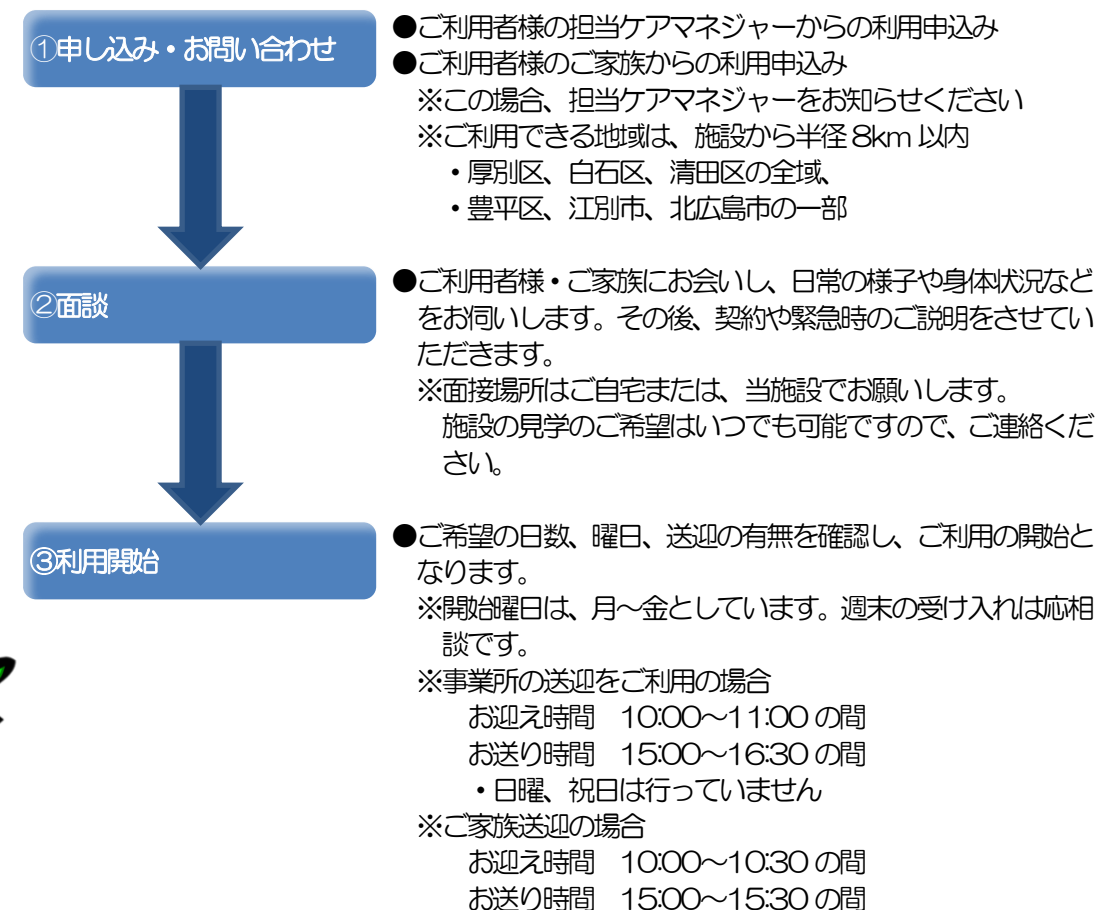 ①申し込み・お問い合わせ
●ご利用者様の担当ケアマネジャーからの利用申込み
●ご利用者様のご家族からの利用申込み
※この場合、担当ケアマネジャーをお知らせください
※ご利用できる地域は、施設から半径8km以内
・厚別区、白石区、清田区の全域、
・豊平区、江別市、北広島市の一部
②面談
●ご利用者様・ご家族にお会いし、日常の様子や身体状況など
をお伺いします。その後、契約や緊急時のご説明をさせてい
ただきます。
※面接場所はご自宅または、当施設でお願いします。
施設の見学のご希望はいつでも可能ですので、ご連絡くだ
さい。
③利用開始
●ご希望の日数、曜日、送迎の有無を確認し、ご利用の開始と
なります。
※開始曜日は、月～金としています。週末の受け入れは応相
談です。
※事業所の送迎をご利用の場合
お迎え時間　10:00～11:00の間
お送り時間　15:00～16:30の間
・日曜、祝日は行っていません
※ご家族送迎の場合
お迎え時間　10:00～10:30の間
お送り時間　15:00～15:30の間